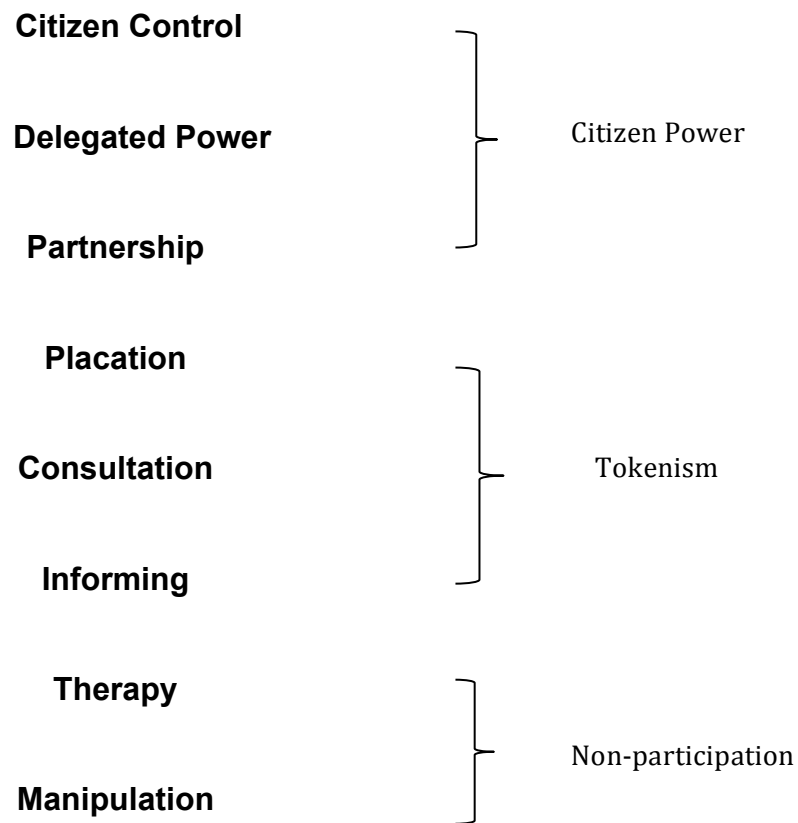 Citizen Control
Delegated Power
Citizen Power
Partnership
Placation
Consultation
Tokenism
Informing
Therapy
Non-participation
Manipulation